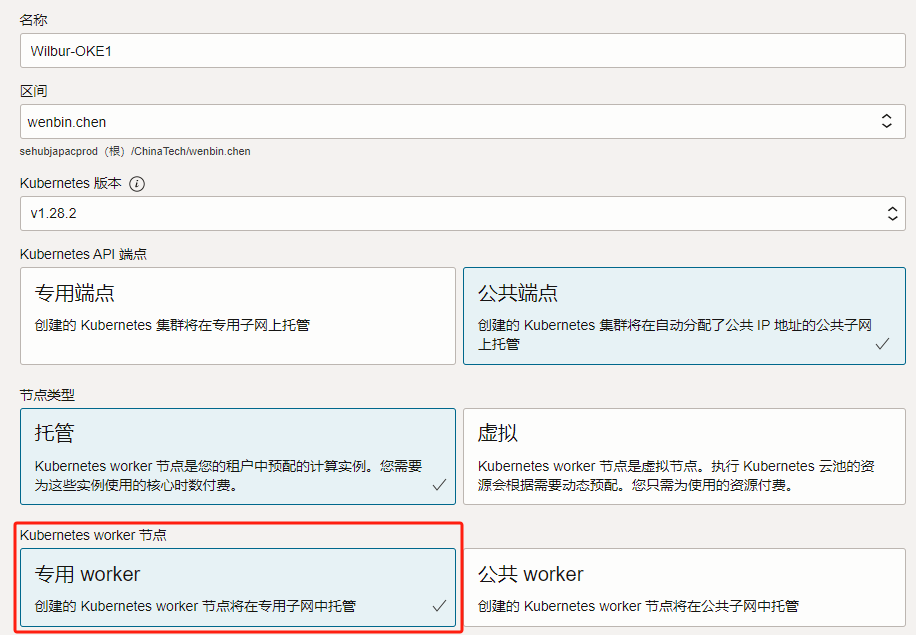 名称
Wilbur-OKE1
区间
wenbin.chen
sehubjapacprod（根）/ChinaTech/wenbin.chen
Kubernetes 版本
v1.28.2
Kubernetes API 端点
专用端点
创建的 Kubernetes 集群将在专用子网上托管
公共端点
创建的 Kubernetes 集群将在自动分配了公共 IP 地址的公共子网
上托管
节点类型
托管
Kubernetes worker 节点是您的租户中预配的计算实例。您需要
为这些实例使用的核心时数付费。
虚拟
Kubernetes worker 节点是虚拟节点。执行 Kubernetes 云池的资
源会根据需要动态预配。您只需为使用的资源付费。
Kubernetes worker 节点
专用 worker
创建的 Kubernetes worker 节点将在专用子网中托管
公共 worker
创建的 Kubernetes worker 节点将在公共子网中托管